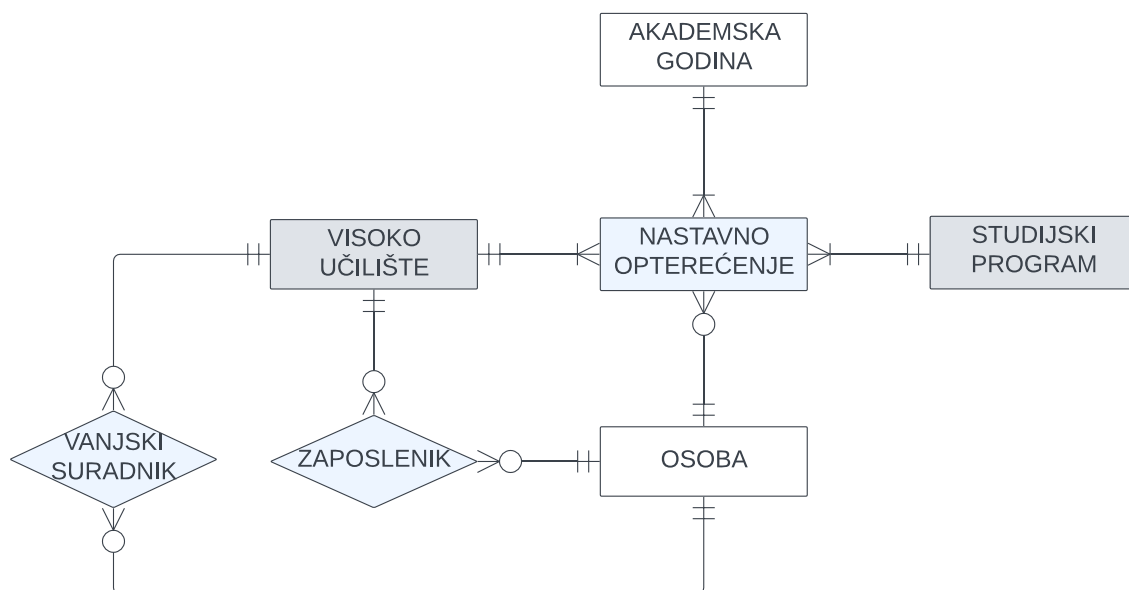 AKADEMSKA
GODINA
VISOKO
UČILIŠTE
NASTAVNO
OPTEREĆENJE
STUDIJSKI
PROGRAM
VANJSKI
SURADNIK
ZAPOSLENIK
OSOBA